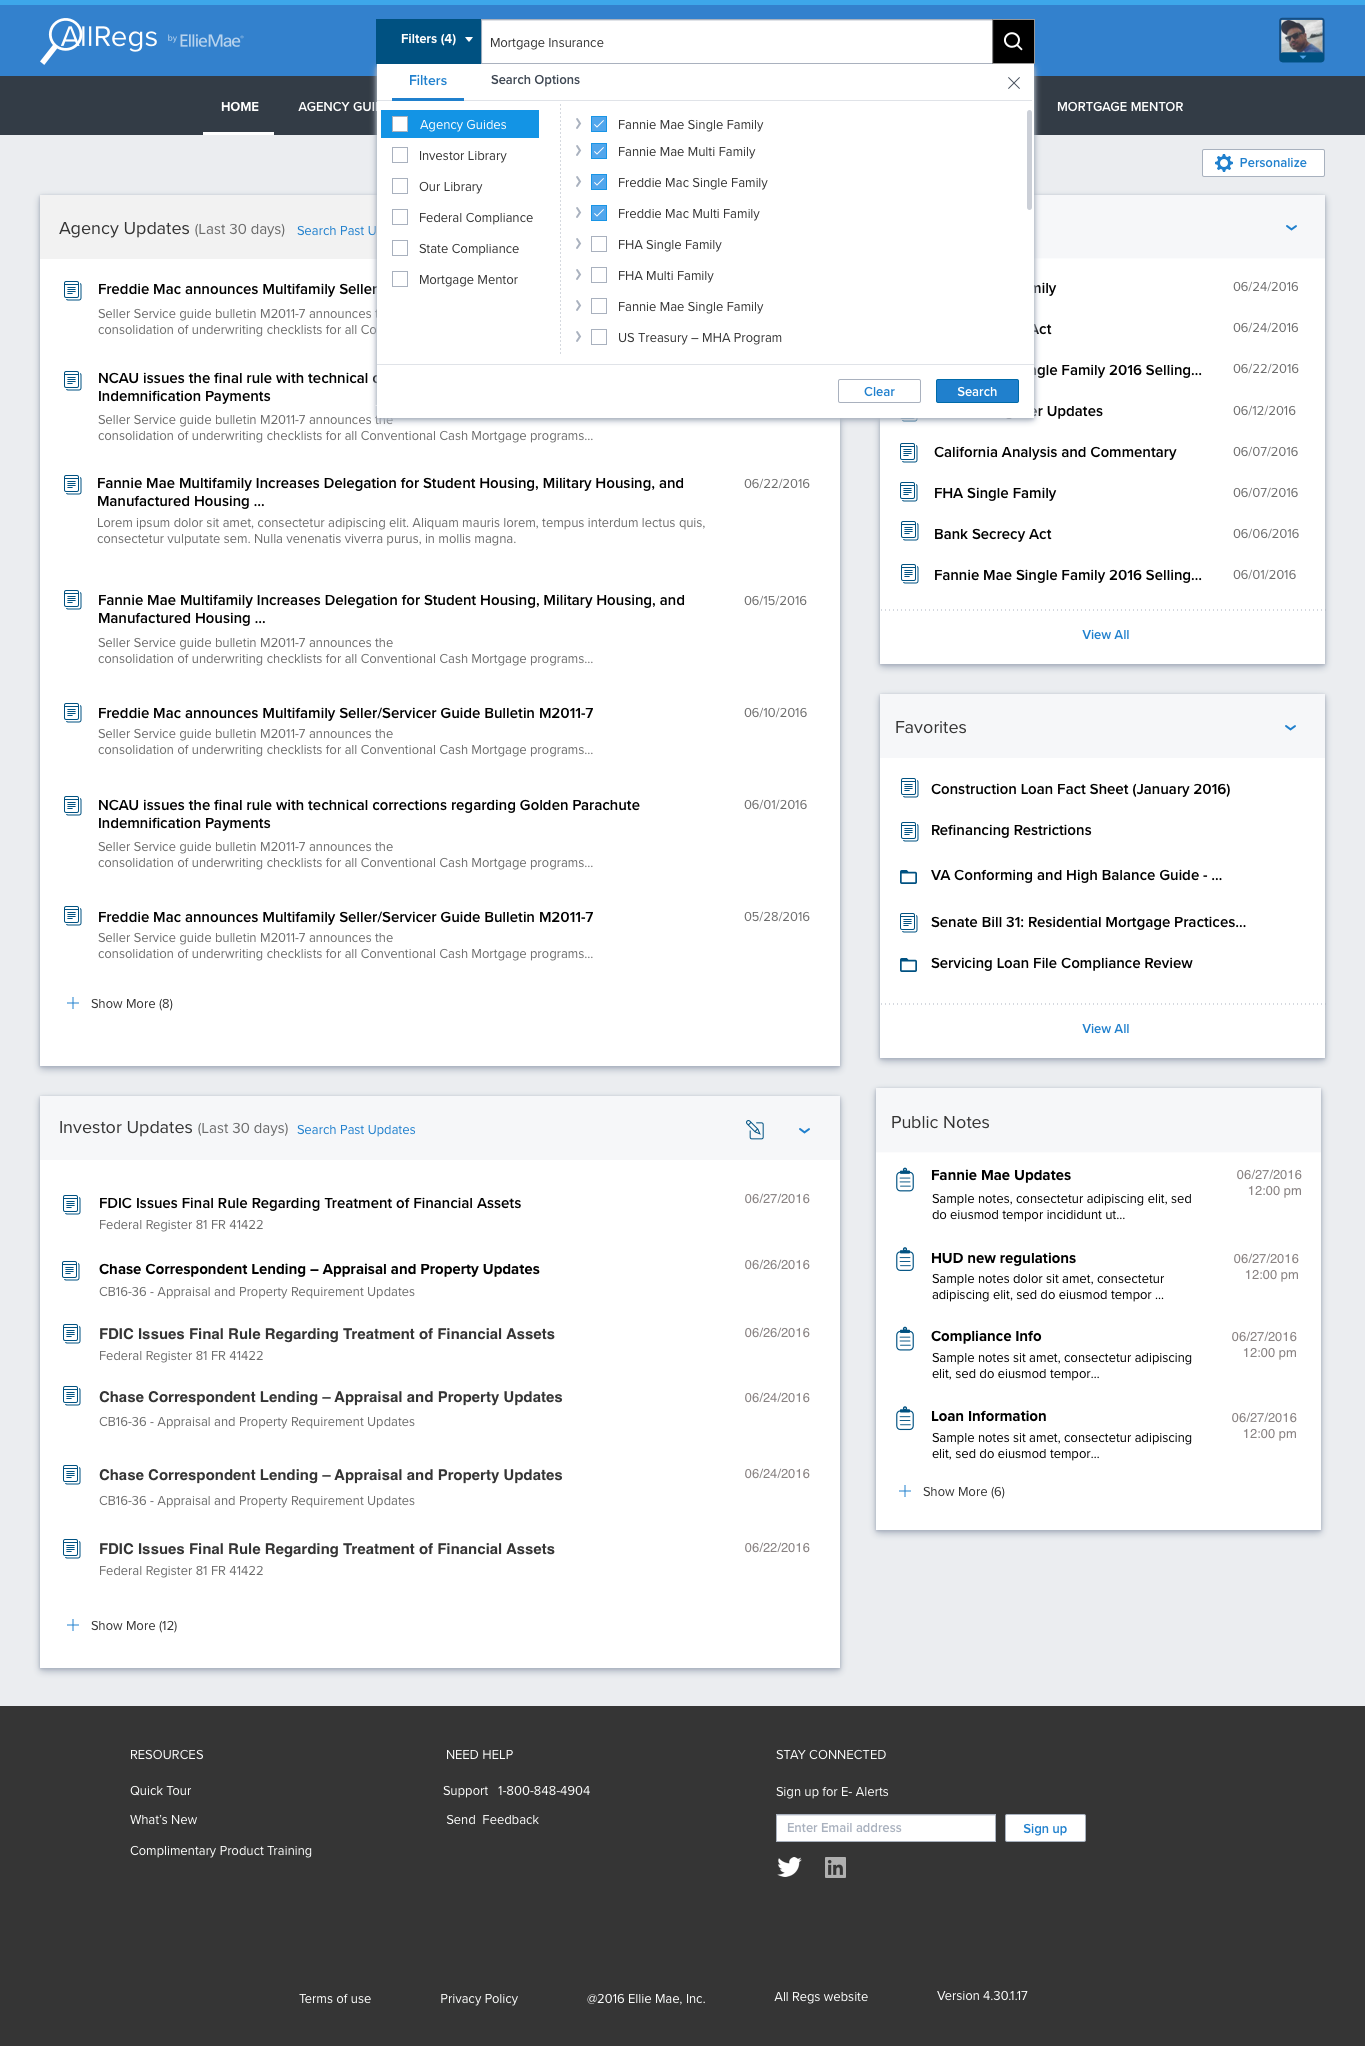 AllRegs by EllieMae
Filters (4)
Mortgage Insurance
Filters
Search Options
HOME
AGENCY GUI
MORTGAGE MENTOR
Agency Guides
Investor Library
Our Library
Federal Compliance
State Compliance
Mortgage Mentor
Fannie Mae Single Family
Fannie Mae Multi Family
Freddie Mac Single Family
Freddie Mac Multi Family
FHA Single Family
FHA Multi Family
Fannie Mae Single Family
US Treasury – MHA Program
Clear
Search
Personalize
Agency Updates (Last 30 days) Search Past U
Freddie Mac announces Multifamily Seller
Seller Service guide bulletin M2011-7 announces
consolidation of underwriting checklists for all Co
NCAU issues the final rule with technical c
Indemnification Payments
Seller Service guide bulletin M2011-7 announces the
consolidation of underwriting checklists for all Conventional Cash Mortgage programs...
Fannie Mae Multifamily Increases Delegation for Student Housing, Military Housing, and
Manufactured Housing ...
06/22/2016
Lorem ipsum dolor sit amet, consectetur adipiscing elit. Aliquam mauris lorem, tempus interdum lectus quis,
consectetur vulputate sem. Nulla venenatis viverra purus, in mollis magna.
Fannie Mae Multifamily Increases Delegation for Student Housing, Military Housing, and
Manufactured Housing ...
06/15/2016
Seller Service guide bulletin M2011-7 announces the
consolidation of underwriting checklists for all Conventional Cash Mortgage programs...
Freddie Mac announces Multifamily Seller/Servicer Guide Bulletin M2011-7
06/10/2016
Seller Service guide bulletin M2011-7 announces the
consolidation of underwriting checklists for all Conventional Cash Mortgage programs...
NCAU issues the final rule with technical corrections regarding Golden Parachute
Indemnification Payments
06/01/2016
Seller Service guide bulletin M2011-7 announces the
consolidation of underwriting checklists for all Conventional Cash Mortgage programs...
Freddie Mac announces Multifamily Seller/Servicer Guide Bulletin M2011-7
05/28/2016
Seller Service guide bulletin M2011-7 announces the
consolidation of underwriting checklists for all Conventional Cash Mortgage programs...
Show More (8)
mily 06/24/2016
Act 06/24/2016
gle Family 2016 Selling... 06/22/2016
er Updates 06/12/2016
California Analysis and Commentary 06/07/2016
FHA Single Family 06/07/2016
Bank Secrecy Act 06/06/2016
Fannie Mae Single Family 2016 Selling... 06/01/2016
View All
Favorites
Construction Loan Fact Sheet (January 2016)
Refinancing Restrictions
VA Conforming and High Balance Guide - ...
Senate Bill 31: Residential Mortgage Practices...
Servicing Loan File Compliance Review
View All
Investor Updates (Last 30 days) Search Past Updates
FDIC Issues Final Rule Regarding Treatment of Financial Assets 06/27/2016
Federal Register 81 FR 41422
Chase Correspondent Lending – Appraisal and Property Updates 06/26/2016
CB16-36 - Appraisal and Property Requirement Updates
FDIC Issues Final Rule Regarding Treatment of Financial Assets 06/26/2016
Federal Register 81 FR 41422
Chase Correspondent Lending – Appraisal and Property Updates 06/24/2016
CB16-36 - Appraisal and Property Requirement Updates
Chase Correspondent Lending – Appraisal and Property Updates 06/24/2016
CB16-36 - Appraisal and Property Requirement Updates
FDIC Issues Final Rule Regarding Treatment of Financial Assets 06/22/2016
Federal Register 81 FR 41422
Show More (12)
Public Notes
Fannie Mae Updates 06/27/2016
12:00 pm
Sample notes, consectetur adipiscing elit, sed
do eiusmod tempor incididunt ut...
HUD new regulations 06/27/2016
12:00 pm
Sample notes dolor sit amet, consectetur
adipiscing elit, sed do eiusmod tempor ...
Compliance Info 06/27/2016
12:00 pm
Sample notes sit amet, consectetur adipiscing
elit, sed do eiusmod tempor...
Loan Information 06/27/2016
12:00 pm
Sample notes sit amet, consectetur adipiscing
elit, sed do eiusmod tempor...
Show More (6)
RESOURCES
Quick Tour
What's New
Complimentary Product Training
NEED HELP
Support 1-800-848-4904
Send Feedback
STAY CONNECTED
Sign up for E- Alerts
Enter Email address
Sign up
in
Terms of use
Privacy Policy
@2016 Ellie Mae, Inc.
All Regs website
Version 4.30.1.17